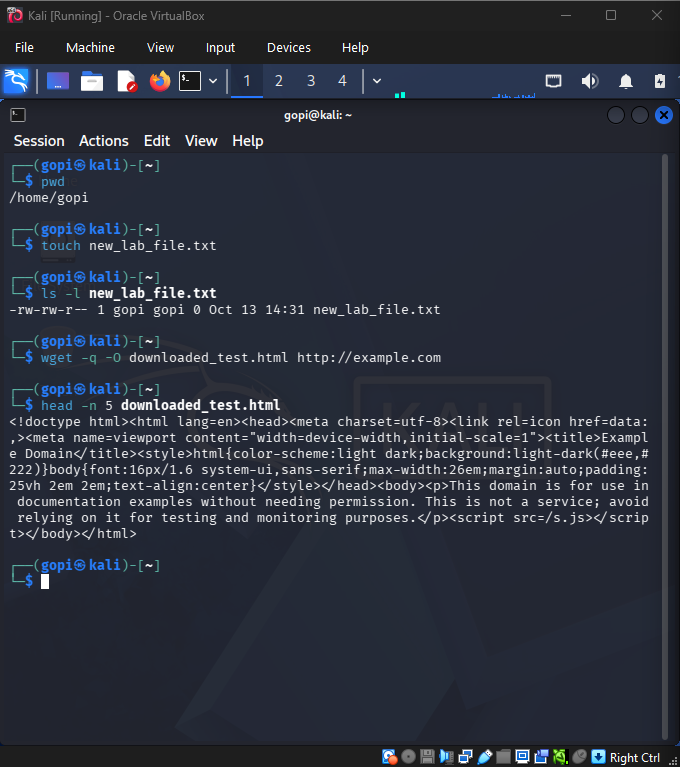 Kali [Running] - Oracle VirtualBox
File Machine View Input Devices Help
1 2 3 4
gopi@kali: ~
Session Actions Edit View Help
┌──(gopi㉿kali)-[~]
└─$ pwd
/home/gopi
┌──(gopi㉿kali)-[~]
└─$ touch new_lab_file.txt
┌──(gopi㉿kali)-[~]
└─$ ls -l new_lab_file.txt
-rw-rw-r-- 1 gopi gopi 0 Oct 13 14:31 new_lab_file.txt
┌──(gopi㉿kali)-[~]
└─$ wget -q -O downloaded_test.html http://example.com
┌──(gopi㉿kali)-[~]
└─$ head -n 5 downloaded_test.html
<!doctype html><html lang=en><head><meta charset=utf-8><link rel=icon href=data:
,><meta name=viewport content="width=device-width,initial-scale=1"><title>Exampl
e Domain</title><style>html{color-scheme:light dark;background:light-dark(#eee,#
222)}body{font:16px/1.6 system-ui,sans-serif;max-width:26em;margin:auto;padding:
25vh 2em 2em;text-align:center}</style></head><body><p>This domain is for use in
documentation examples without needing permission. This is not a service; avoid
relying on it for testing and monitoring purposes.</p><script src=/s.js></scrip
t></body></html>
┌──(gopi㉿kali)-[~]
└─$
KALI
Right Ctrl